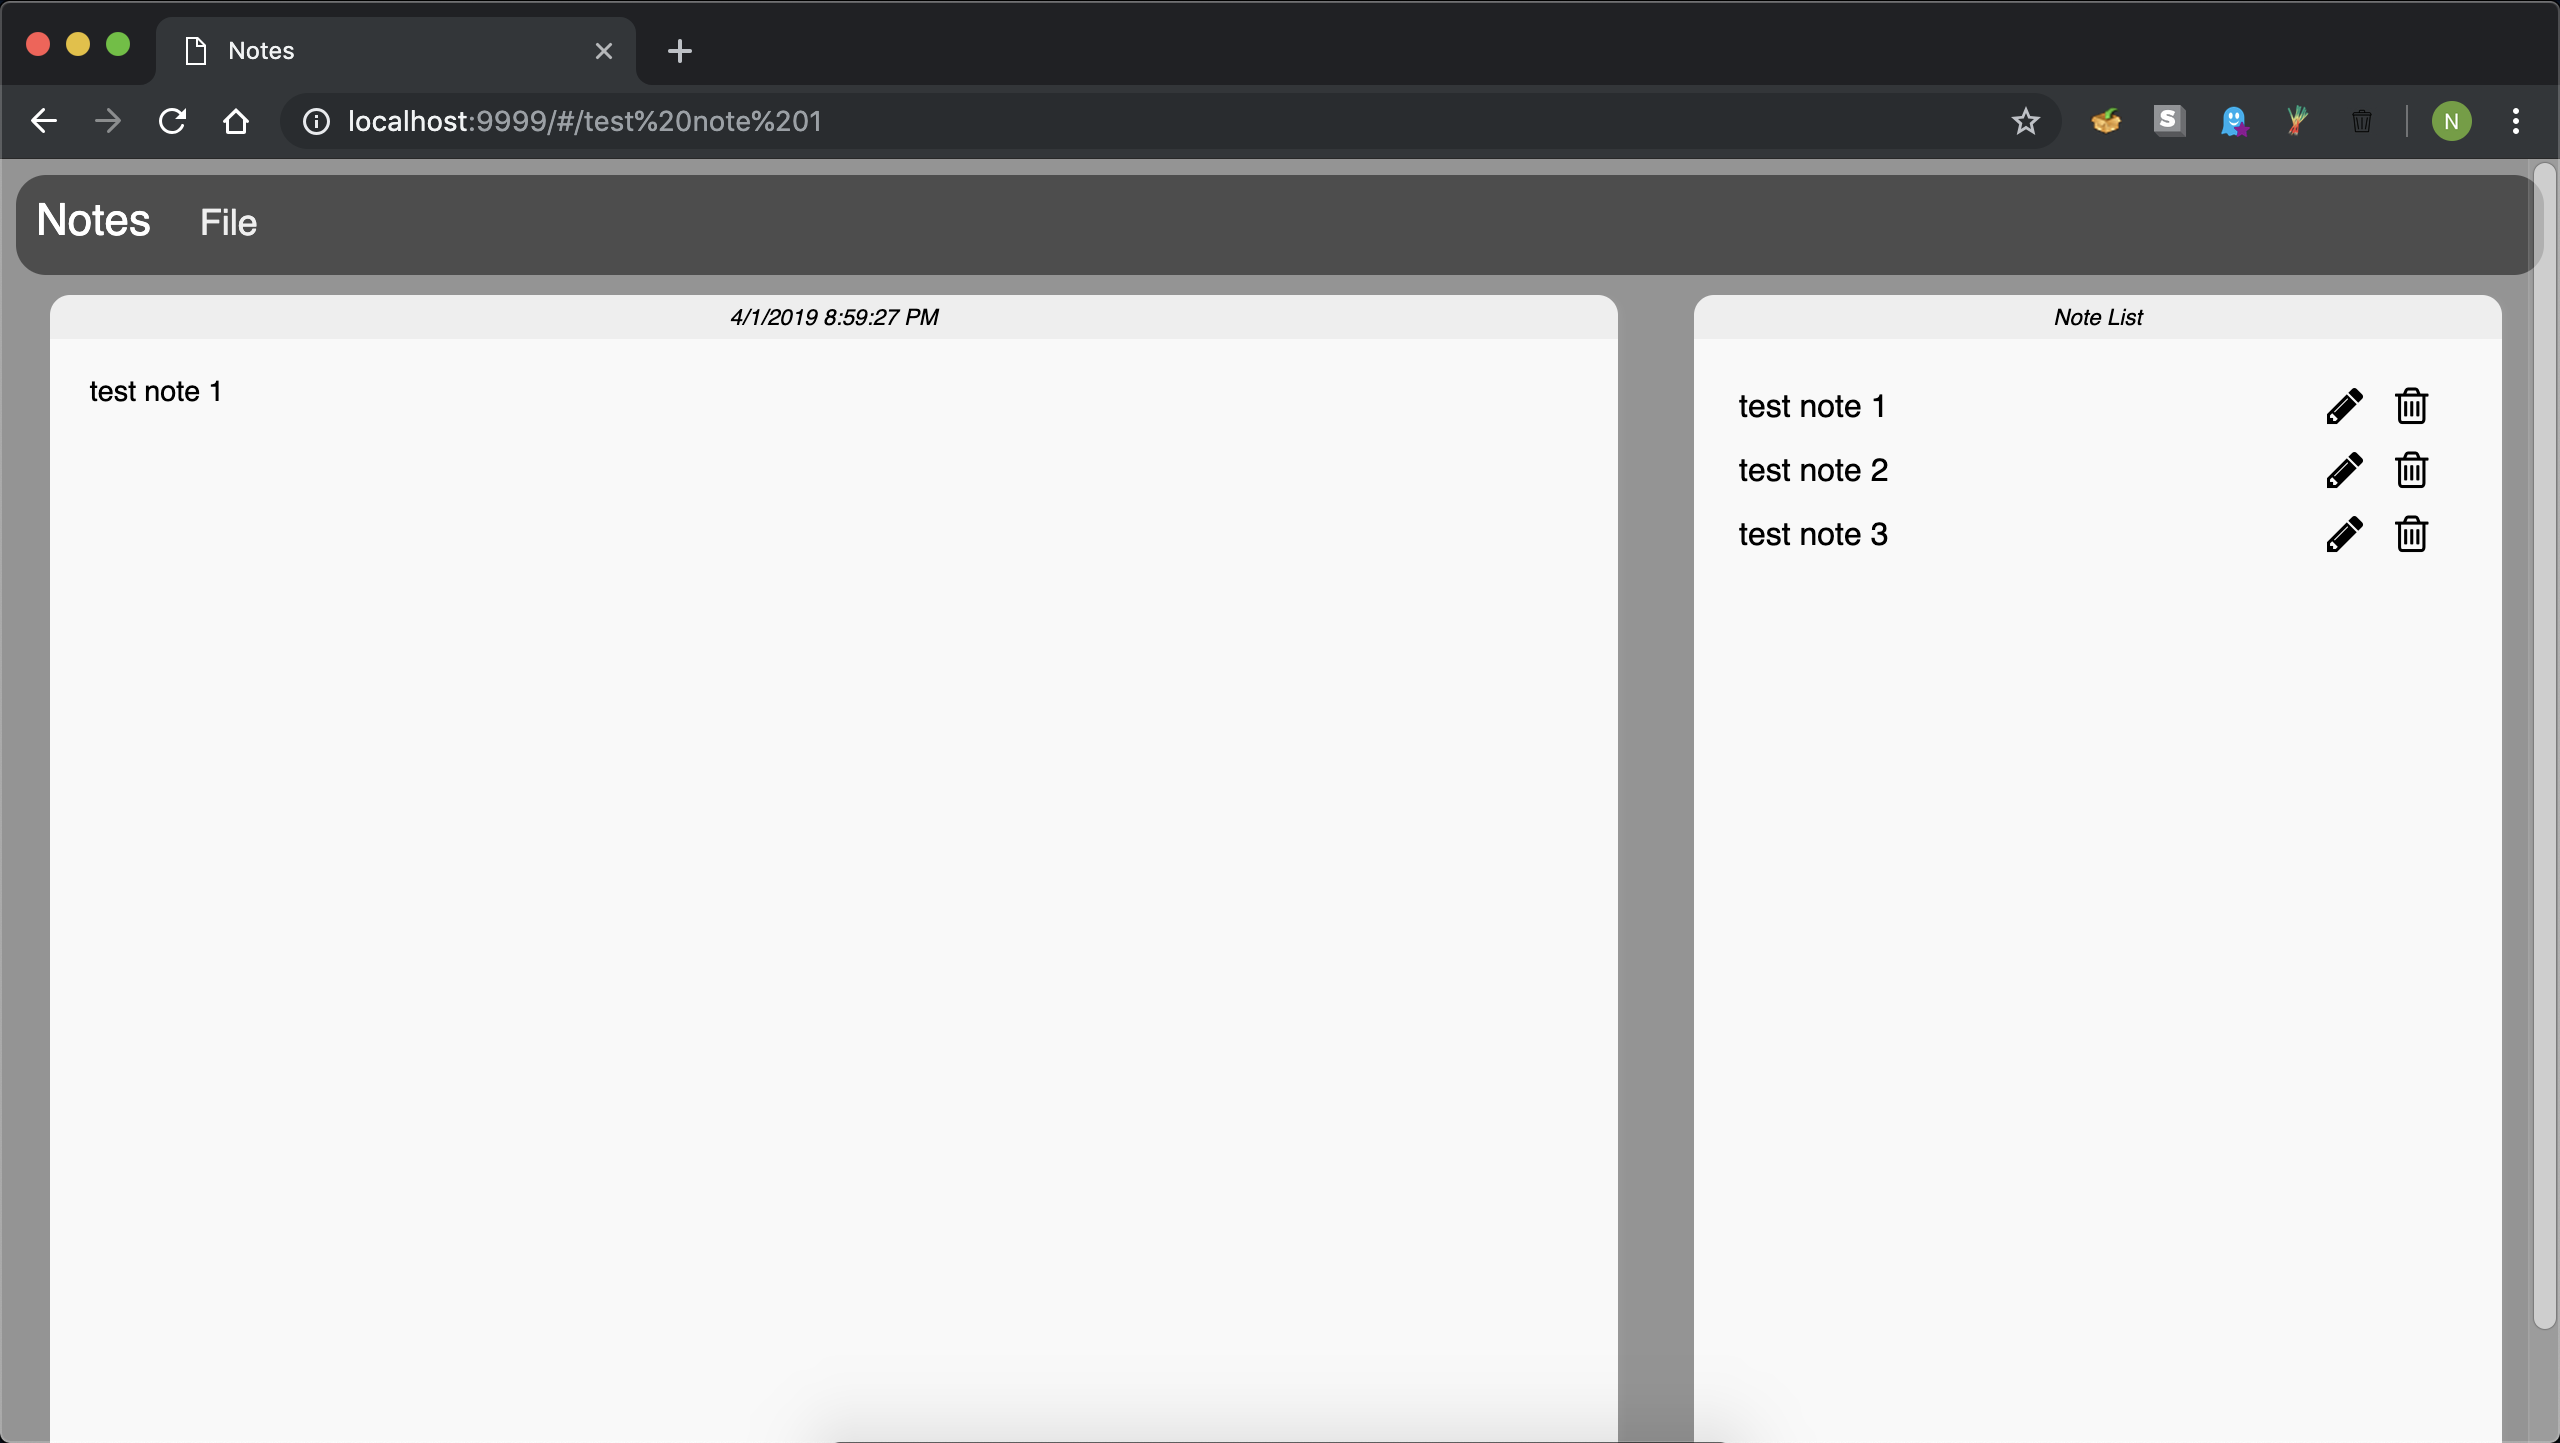 Notes
localhost:9999/#/test%20note%201
S
N
Notes File
4/1/2019 8:59:27 PM
test note 1
Note List
test note 1
test note 2
test note 3